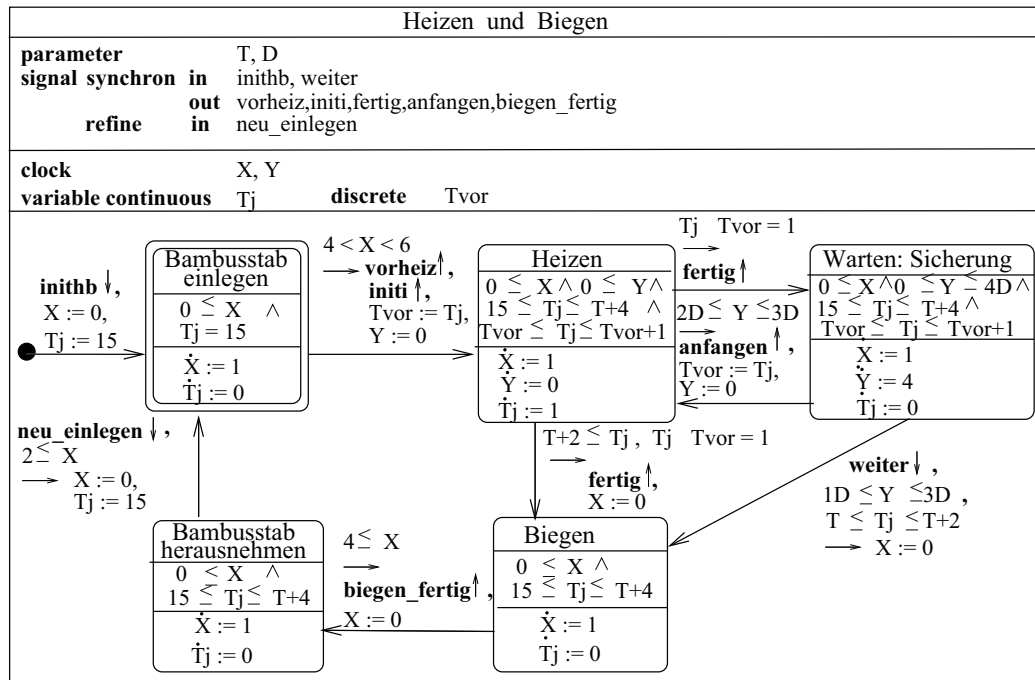 Heizen und Biegen
parameter T, D
signal synchron in inithb, weiter
out vorheiz,initi,fertig,anfangen,biegen_fertig
refine in neu_einlegen
clock X, Y
variable continuous Tj discrete Tvor
inithb ↓,
X := 0,
Tj := 15
Bambusstab
einlegen
0 ≤ X ∧
Tj = 15
Ẋ := 1
Ṫj := 0
4 < X < 6
→ vorheiz↑,
initi ↑,
Tvor := Tj,
Y := 0
Heizen
0 ≤ X ∧ 0 ≤ Y ∧
15 ≤ Tj ≤ T+4 ∧
Tvor ≤ Tj ≤ Tvor+1
Ẋ := 1
Ẏ := 0
Ṫj := 1
Tj Tvor = 1
→
fertig ↑
2D ≤ Y ≤3D
→
anfangen↑,
Tvor := Tj,
Y := 0
Warten: Sicherung
0 ≤ X ∧ 0 ≤ Y ≤ 4D ∧
15 ≤ Tj ≤ T+4 ∧
Tvor ≤ Tj ≤ Tvor+1
Ẋ := 1
Ẏ := 4
Ṫj := 0
neu_einlegen↓,
2 ≤ X
→ X := 0,
Tj := 15
T+2 ≤ Tj , Tj Tvor = 1
→
fertig↑,
X := 0
weiter↓,
1D ≤ Y ≤3D ,
T ≤ Tj ≤T+2
→ X := 0
Bambusstab
herausnehmen
0 ≤ X ∧
15 ≤ Tj ≤ T+4
Ẋ := 1
Ṫj := 0
4 ≤ X
→
biegen_fertig↑,
X := 0
Biegen
0 ≤ X ∧
15 ≤ Tj ≤ T+4
Ẋ := 1
Ṫj := 0